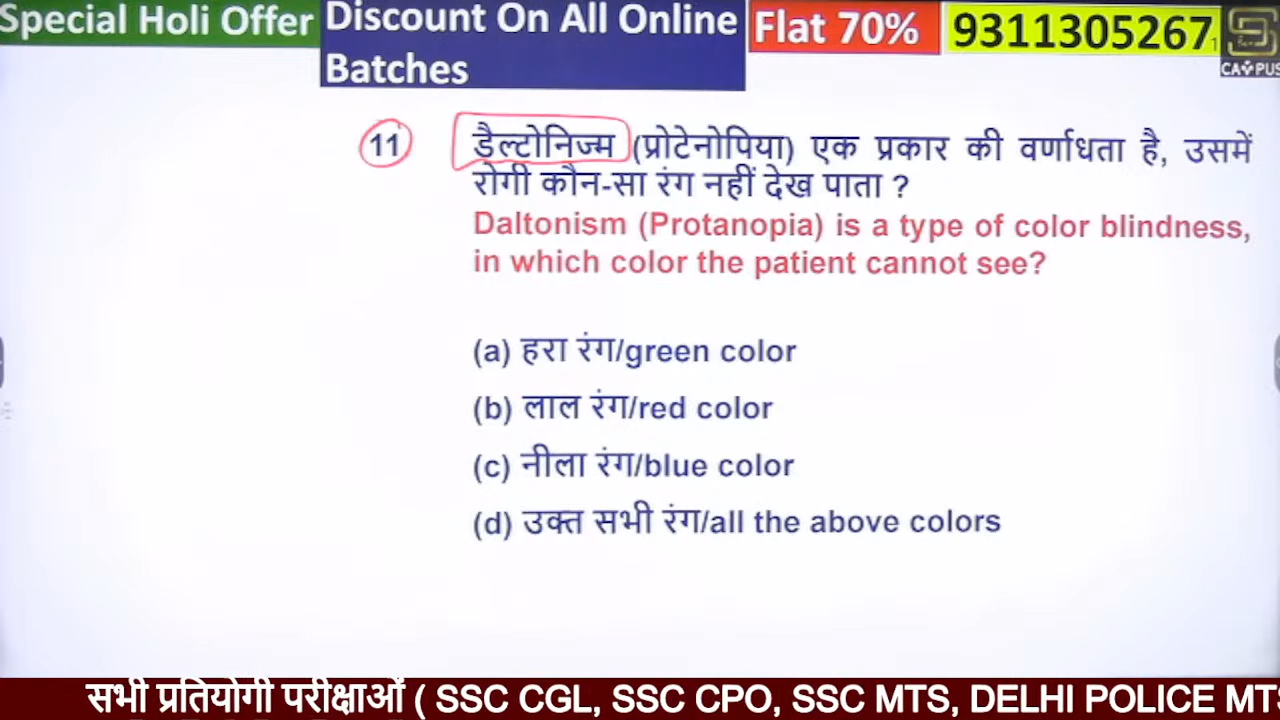 Special Holi Offer
Discount On All Online
Batches
Flat 70%
9311305267
CAMPUS
11
डैल्टोनिज्म (प्रोटेनोपिया) एक प्रकार की वर्णाधता है, उसमें
रोगी कौन-सा रंग नहीं देख पाता ?
Daltonism (Protanopia) is a type of color blindness,
in which color the patient cannot see?
(a) हरा रंग/green color
(b) लाल रंग/red color
(c) नीला रंग/blue color
(d) उक्त सभी रंग/all the above colors
सभी प्रतियोगी परीक्षाओं ( SSC CGL, SSC CPO, SSC MTS, DELHI POLICE MTS